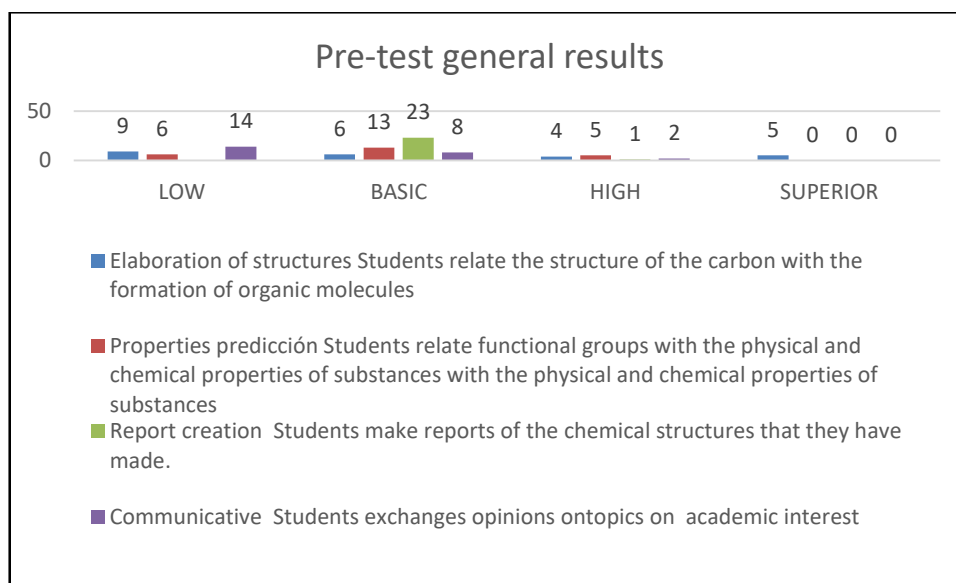 Pre-test general results
50
0
9 6 14
6 13 23 8
4 5 1 2
5 0 0 0
LOW BASIC HIGH SUPERIOR
Elaboration of structures Students relate the structure of the carbon with the
formation of organic molecules
Properties predicción Students relate functional groups with the physical and
chemical properties of substances with the physical and chemical properties of
substances
Report creation Students make reports of the chemical structures that they have
made.
Communicative Students exchanges opinions ontopics on academic interest